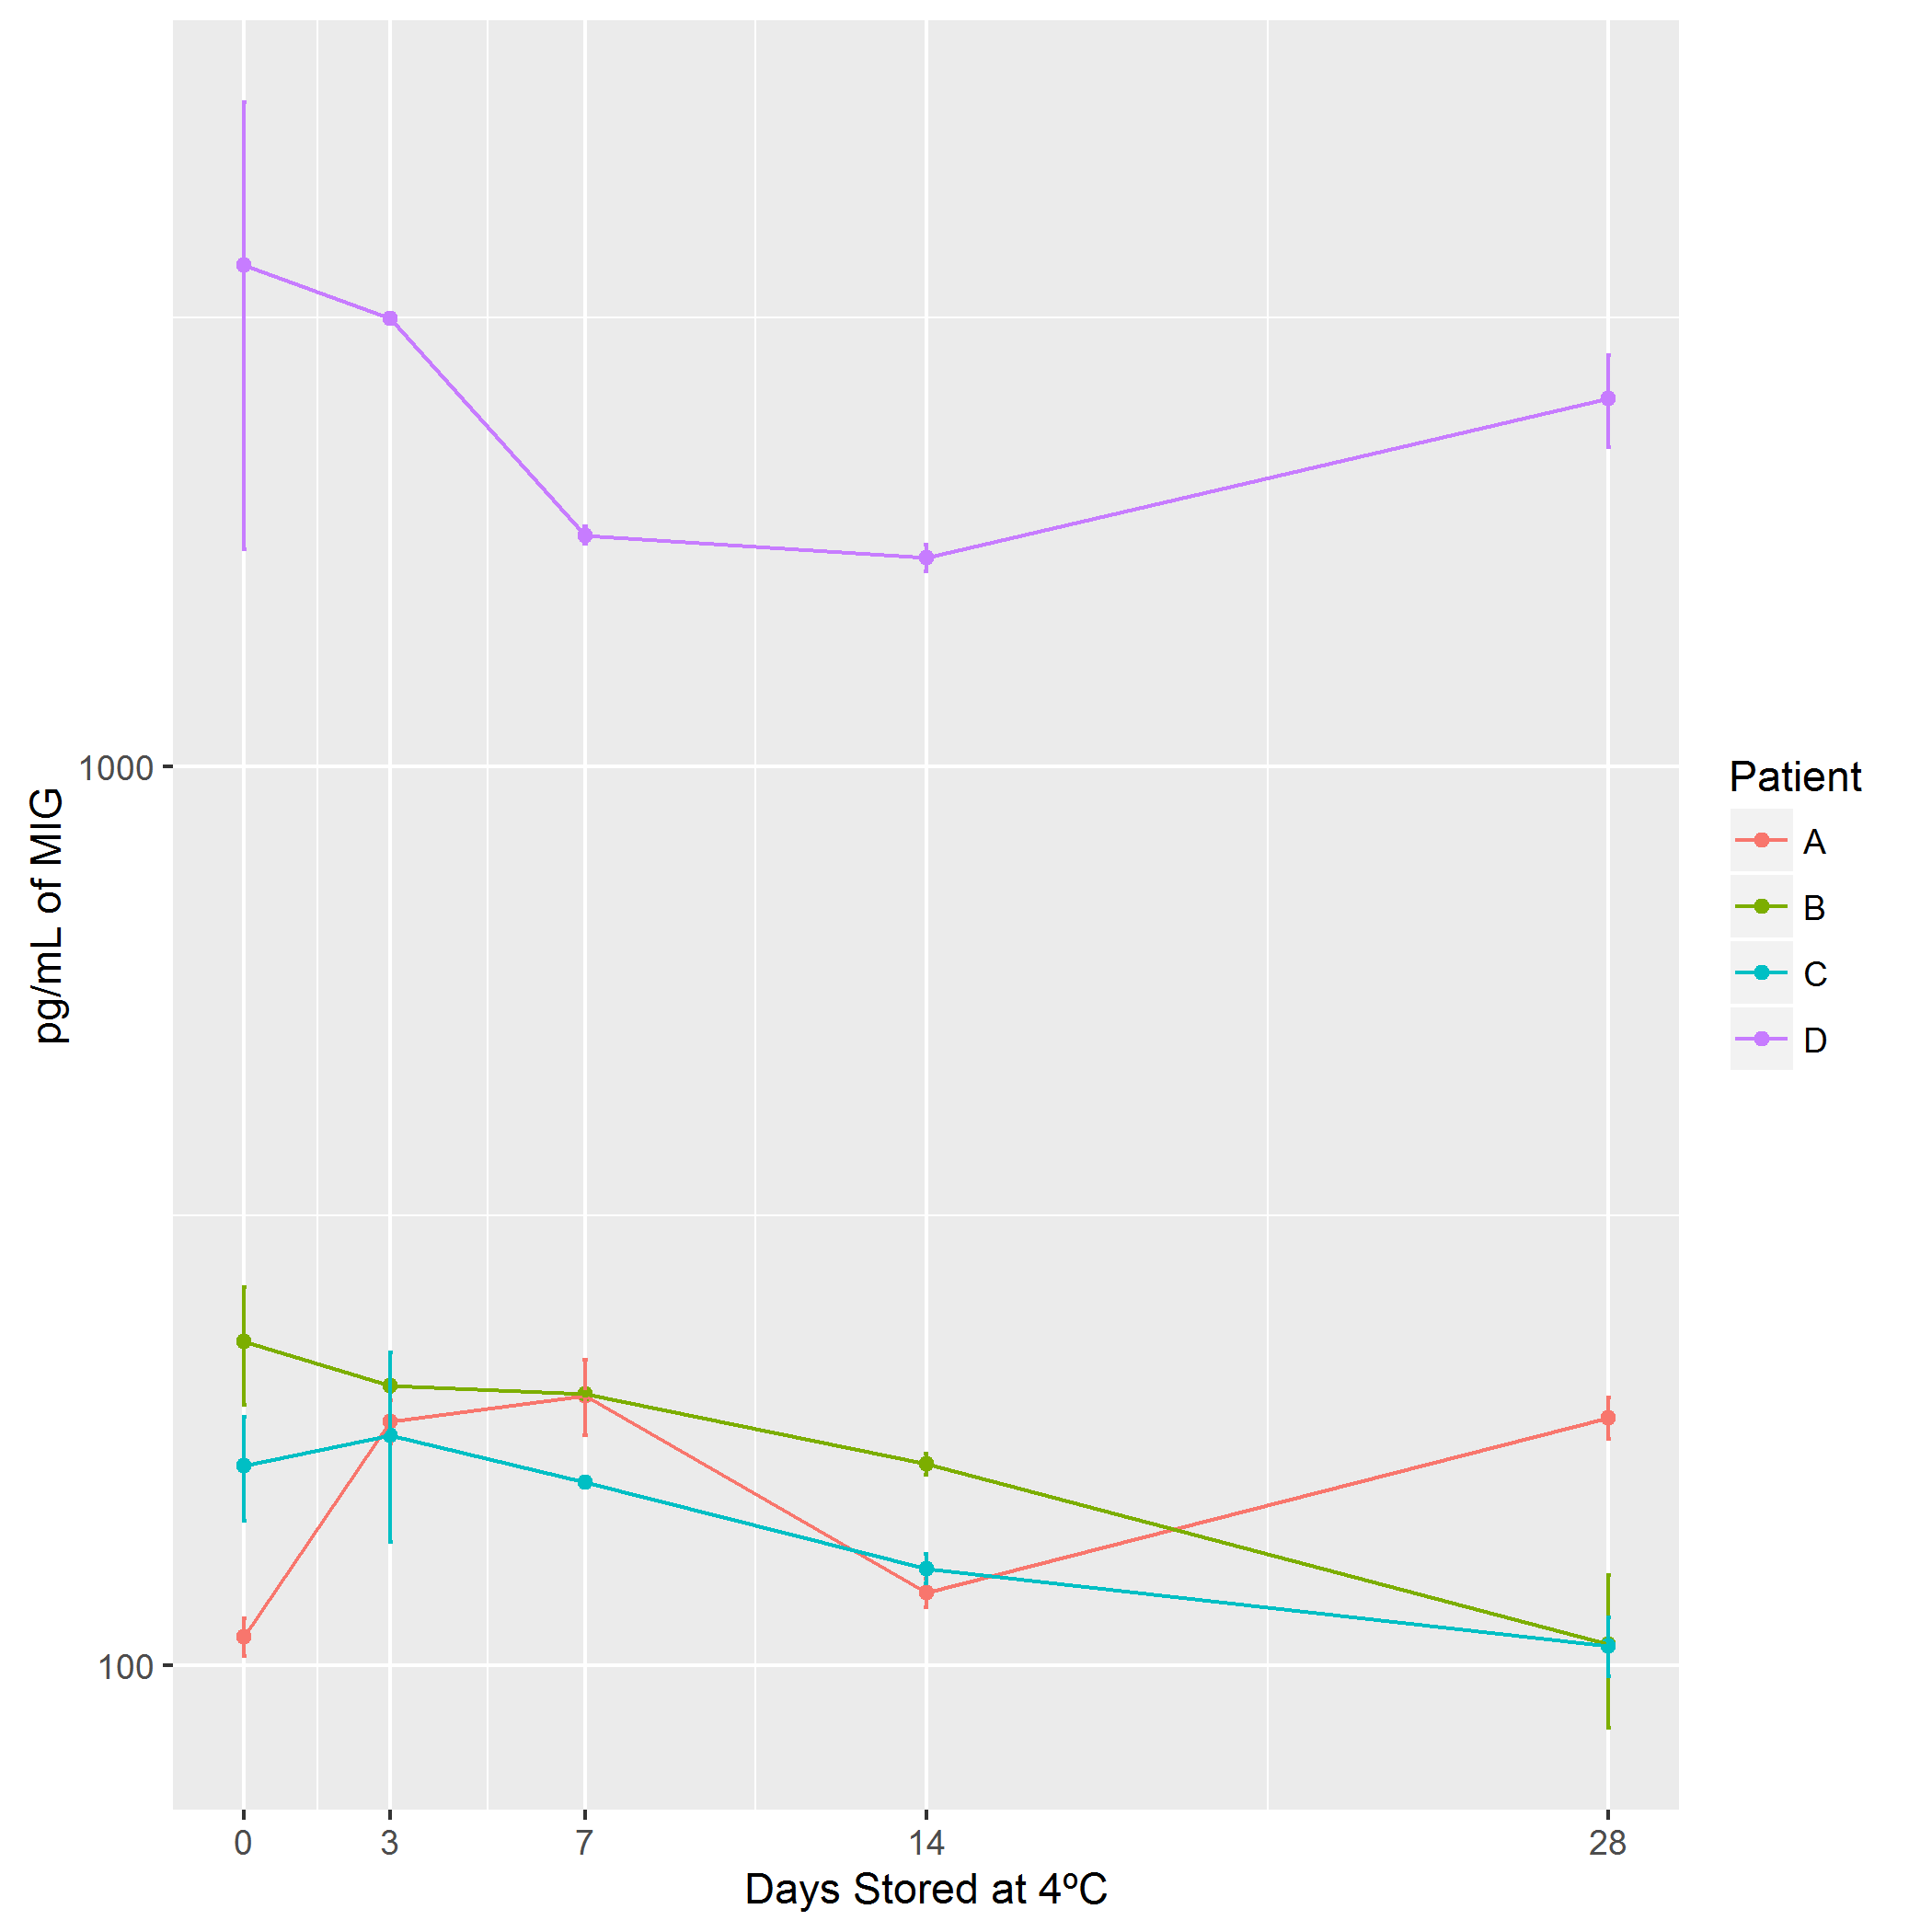 pg/mL of MIG
1000
100
0 3 7 14 28
Days Stored at 4ºC
Patient
A
B
C
D